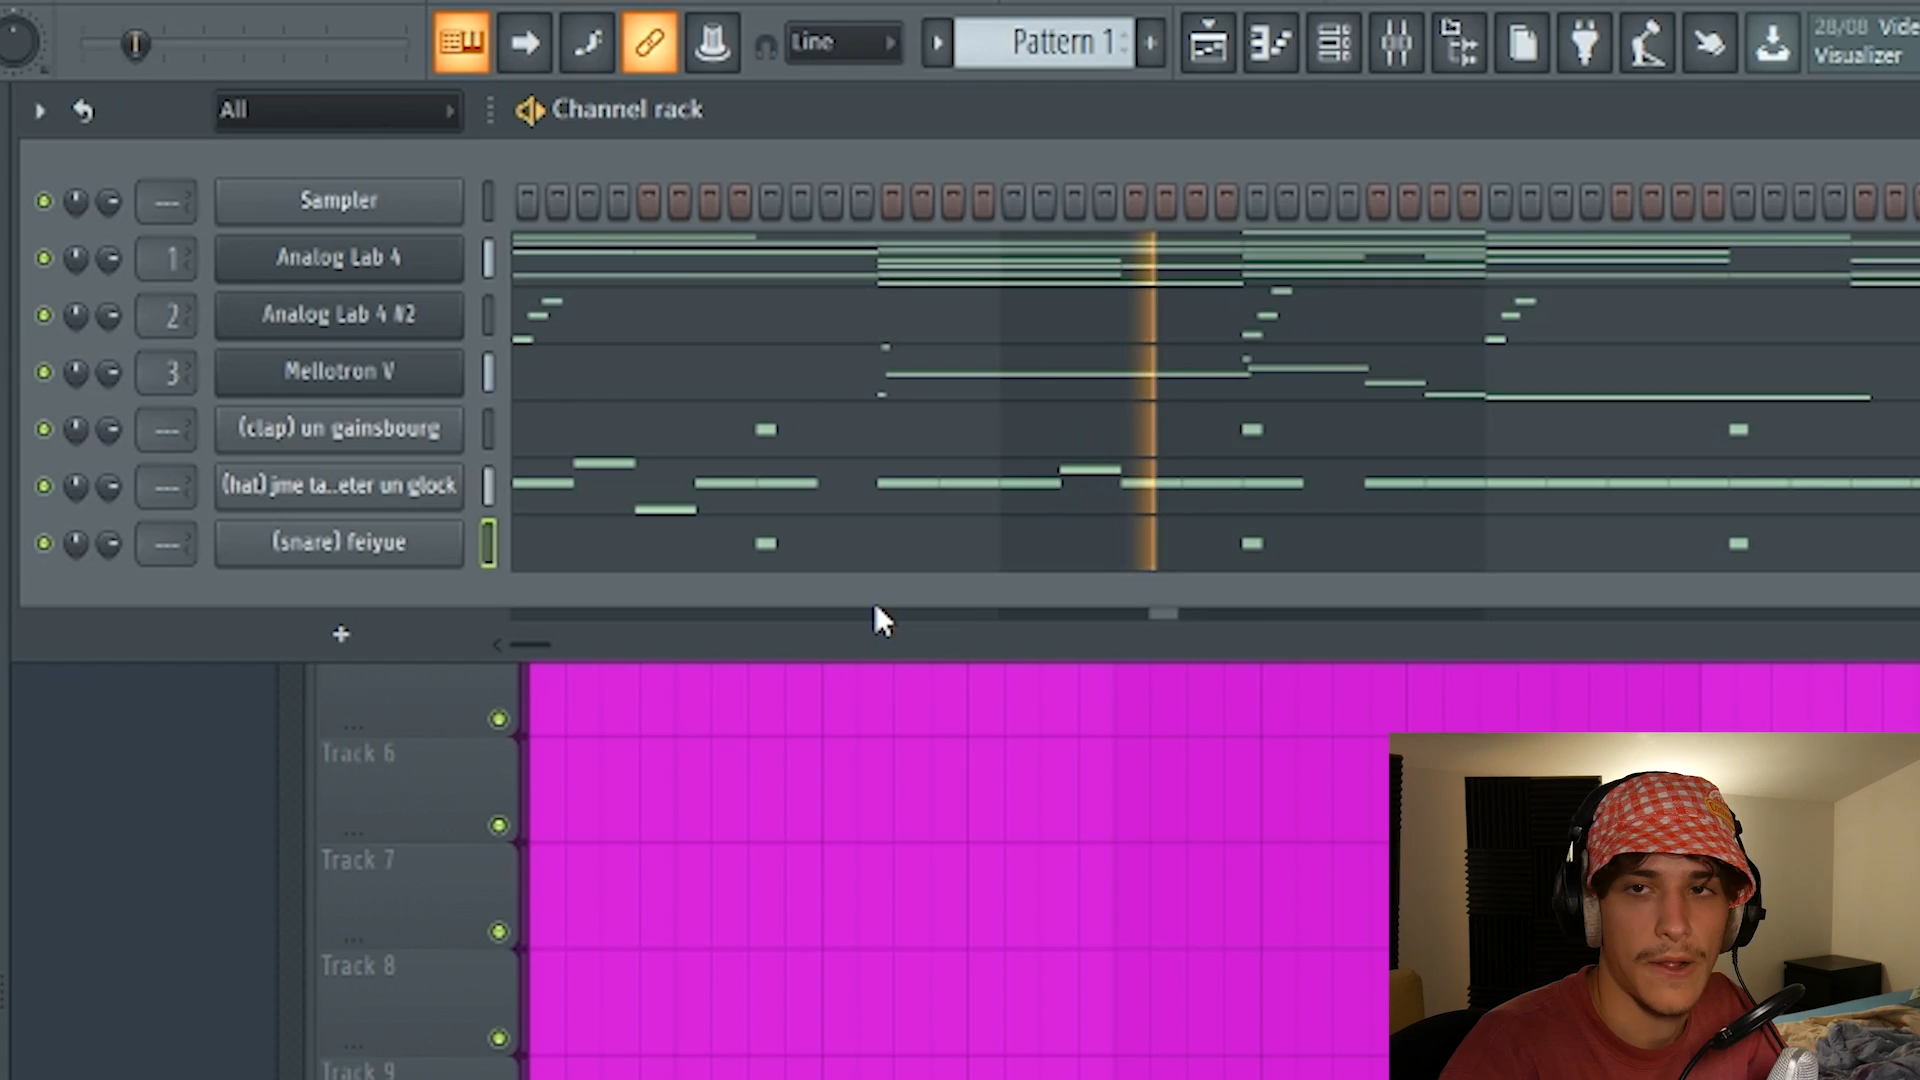 Line
Pattern 1
+
28/08 Vide
Visualizer
All
Channel rack
--- Sampler
1 Analog Lab 4
2 Analog Lab 4 #2
3 Mellotron V
--- (clap) un gainsbourg
--- (hat) jme ta...eter un glock
--- (snare) feiyue
+
...
Track 6
...
Track 7
...
Track 8
...
Track 9